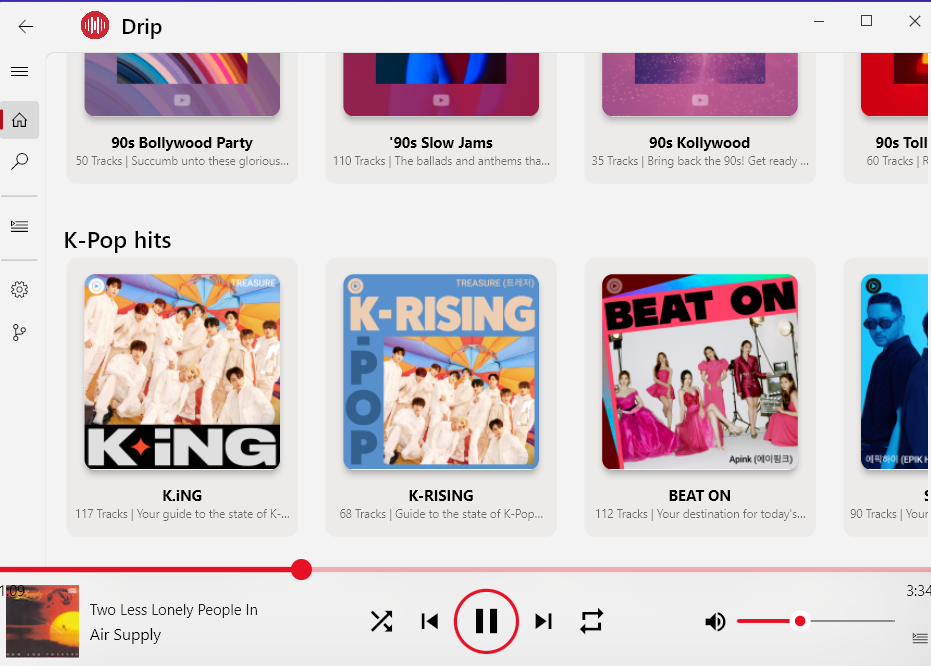 Drip
90s Bollywood Party
50 Tracks | Succumb unto these glorious...
'90s Slow Jams
110 Tracks | The ballads and anthems tha...
90s Kollywood
35 Tracks | Bring back the 90s! Get ready ...
90s Toll
60 Tracks | R
K-Pop hits
TREASURE
K.iNG
TREASURE (트레저)
K-RISING
K-POP
BEAT ON
Apink (에이핑크)
에픽하이 (EPIK H
K.iNG
117 Tracks | Your guide to the state of K-...
K-RISING
68 Tracks | Guide to the state of K-Pop...
BEAT ON
112 Tracks | Your destination for today's...
S
90 Tracks | Your
1:09
3:34
Two Less Lonely People In
Air Supply